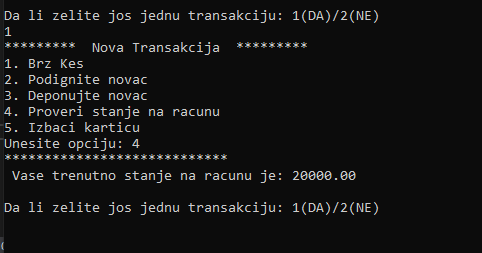 Da li zelite jos jednu transakciju: 1(DA)/2(NE)
1
*********  Nova Transakcija  *********
1. Brz Kes
2. Podignite novac
3. Deponujte novac
4. Proveri stanje na racunu
5. Izbaci karticu
Unesite opciju: 4
****************************
 Vase trenutno stanje na racunu je: 20000.00
Da li zelite jos jednu transakciju: 1(DA)/2(NE)